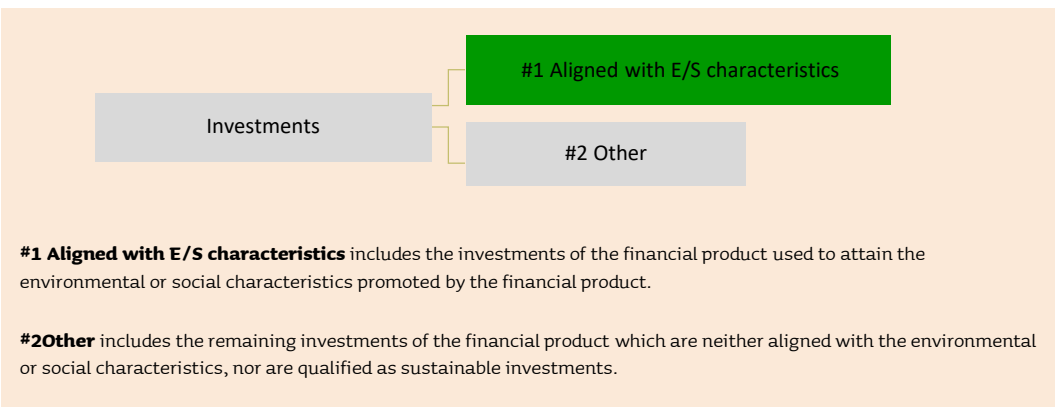 #1 Aligned with E/S characteristics
Investments
#2 Other
#1 Aligned with E/S characteristics includes the investments of the financial product used to attain the
environmental or social characteristics promoted by the financial product.
#2Other includes the remaining investments of the financial product which are neither aligned with the environmental
or social characteristics, nor are qualified as sustainable investments.